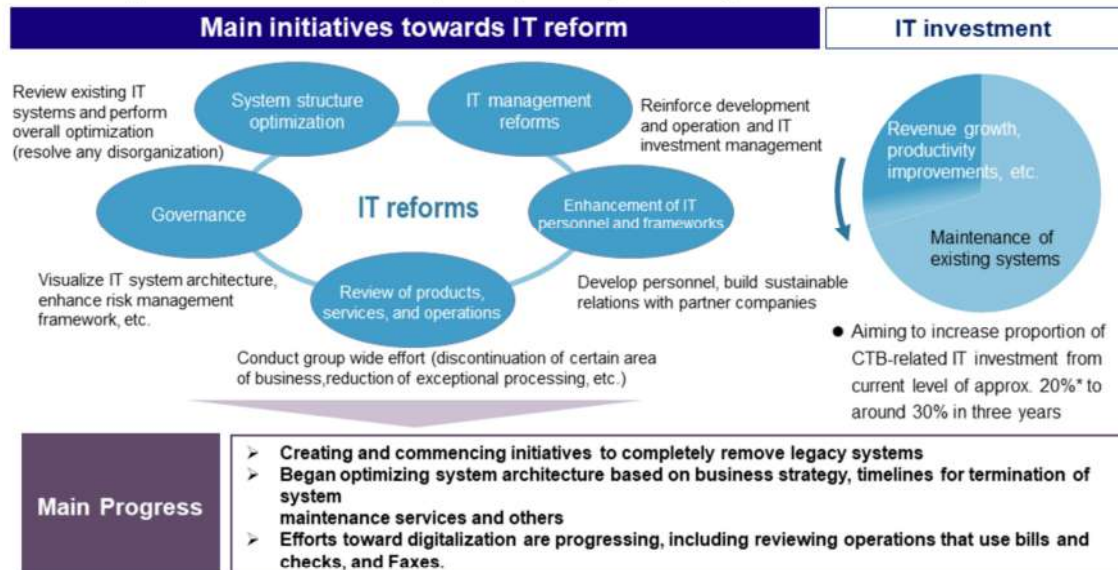 Main initiatives towards IT reform
IT investment
Review existing IT
systems and perform
overall optimization
(resolve any disorganization)
System structure
optimization
IT management
reforms
Reinforce development
and operation and IT
investment management
Governance
IT reforms
Enhancement of IT
personnel and frameworks
Visualize IT system architecture,
enhance risk management
framework, etc.
Review of products,
services, and operations
Develop personnel, build sustainable
relations with partner companies
Conduct group wide effort (discontinuation of certain area
of business,reduction of exceptional processing, etc.)
Revenue growth,
productivity
improvements, etc.
Maintenance of
existing systems
● Aiming to increase proportion of
CTB-related IT investment from
current level of approx. 20%* to
around 30% in three years
Main Progress
➢ Creating and commencing initiatives to completely remove legacy systems
➢ Began optimizing system architecture based on business strategy, timelines for termination of
system
maintenance services and others
➢ Efforts toward digitalization are progressing, including reviewing operations that use bills and
checks, and Faxes.